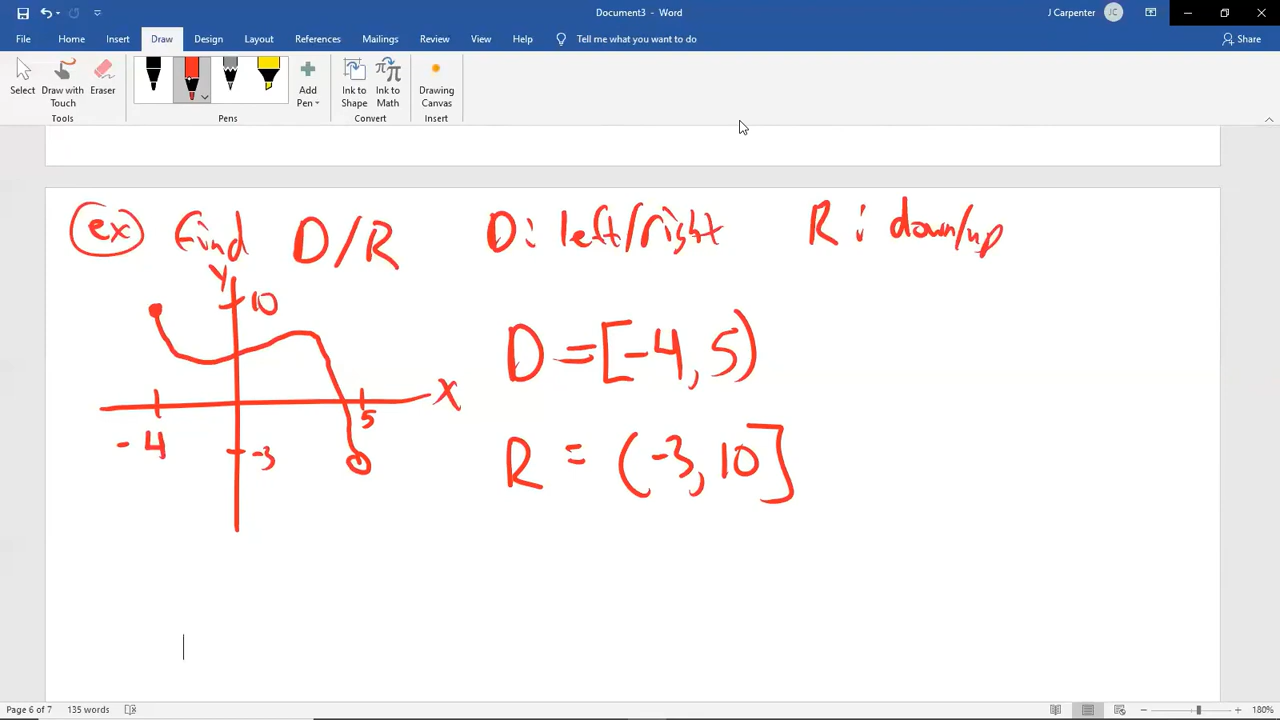 Document3 - Word
J Carpenter JC
File Home Insert Draw Design Layout References Mailings Review View Help Tell me what you want to do Share
Select Draw with Touch Eraser Add Pen Ink to Shape Ink to Math Drawing Canvas
Tools Pens Convert Insert
ex Find D/R D: left/right R: down/up
y
10
D = [-4, 5)
x
-4 5
-3
R = (-3, 10]
Page 6 of 7 135 words 180%